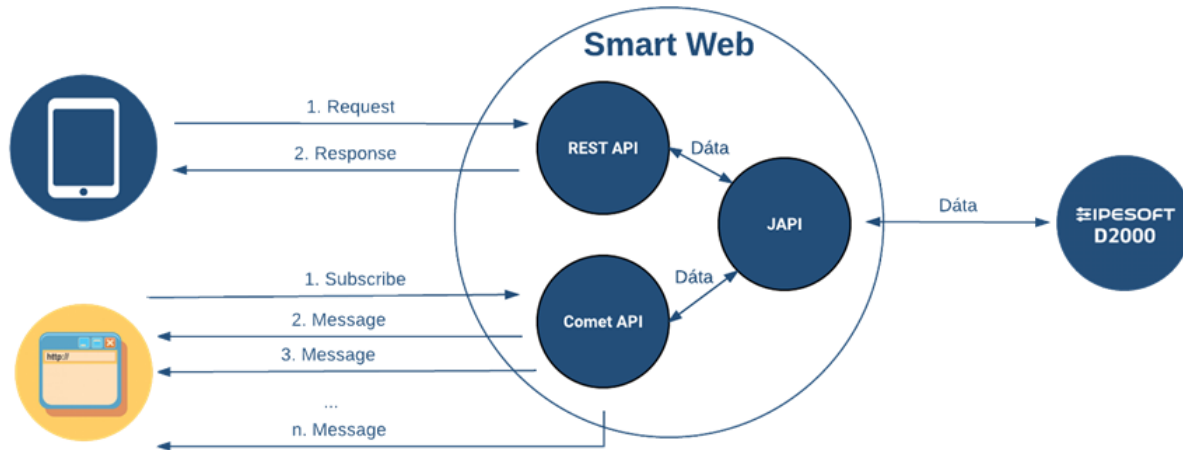 Smart Web
1. Request
2. Response
REST API
Dáta
JAPI
Dáta
IPESOFT
D2000
1. Subscribe
Dáta
2. Message
Comet API
http://
3. Message
...
n. Message